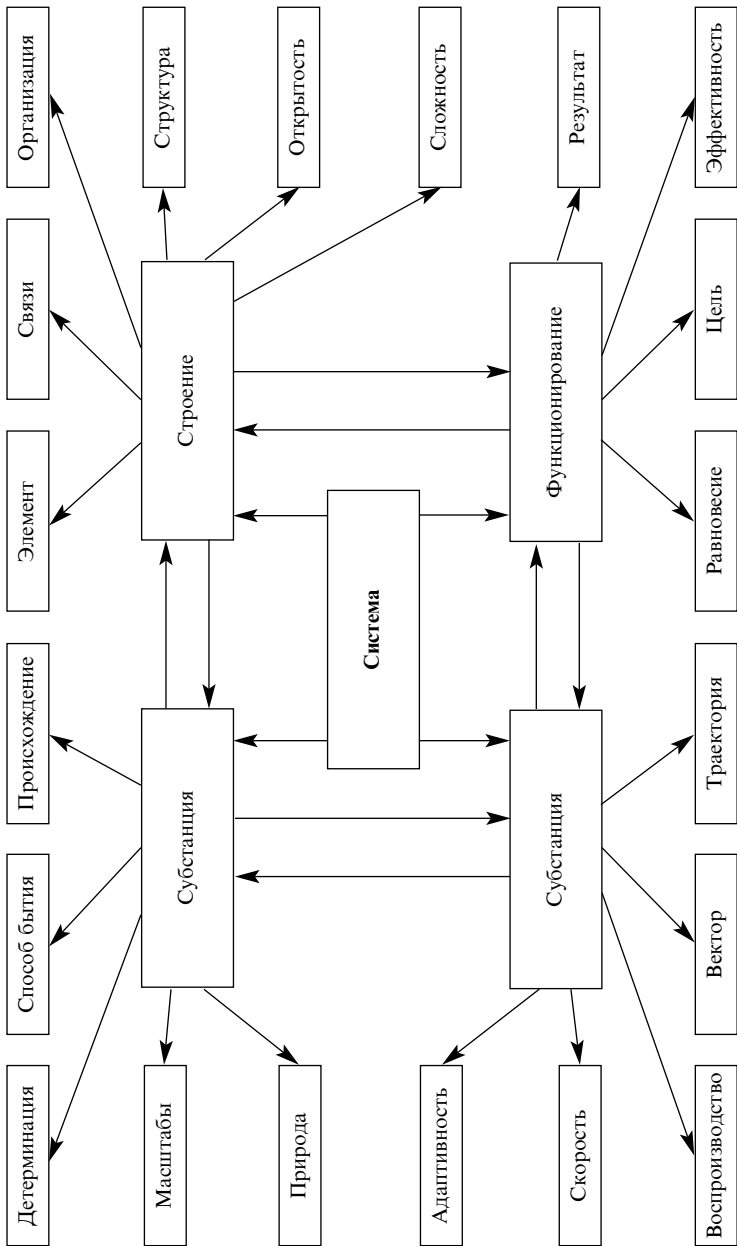 Детерминация
Способ бытия
Происхождение
Элемент
Связи
Организация
Масштабы
Субстанция
Строение
Структура
Природа
Открытость
Система
Адаптивность
Сложность
Субстанция
Функционирование
Скорость
Результат
Воспроизводство
Вектор
Траектория
Равновесие
Цель
Эффективность